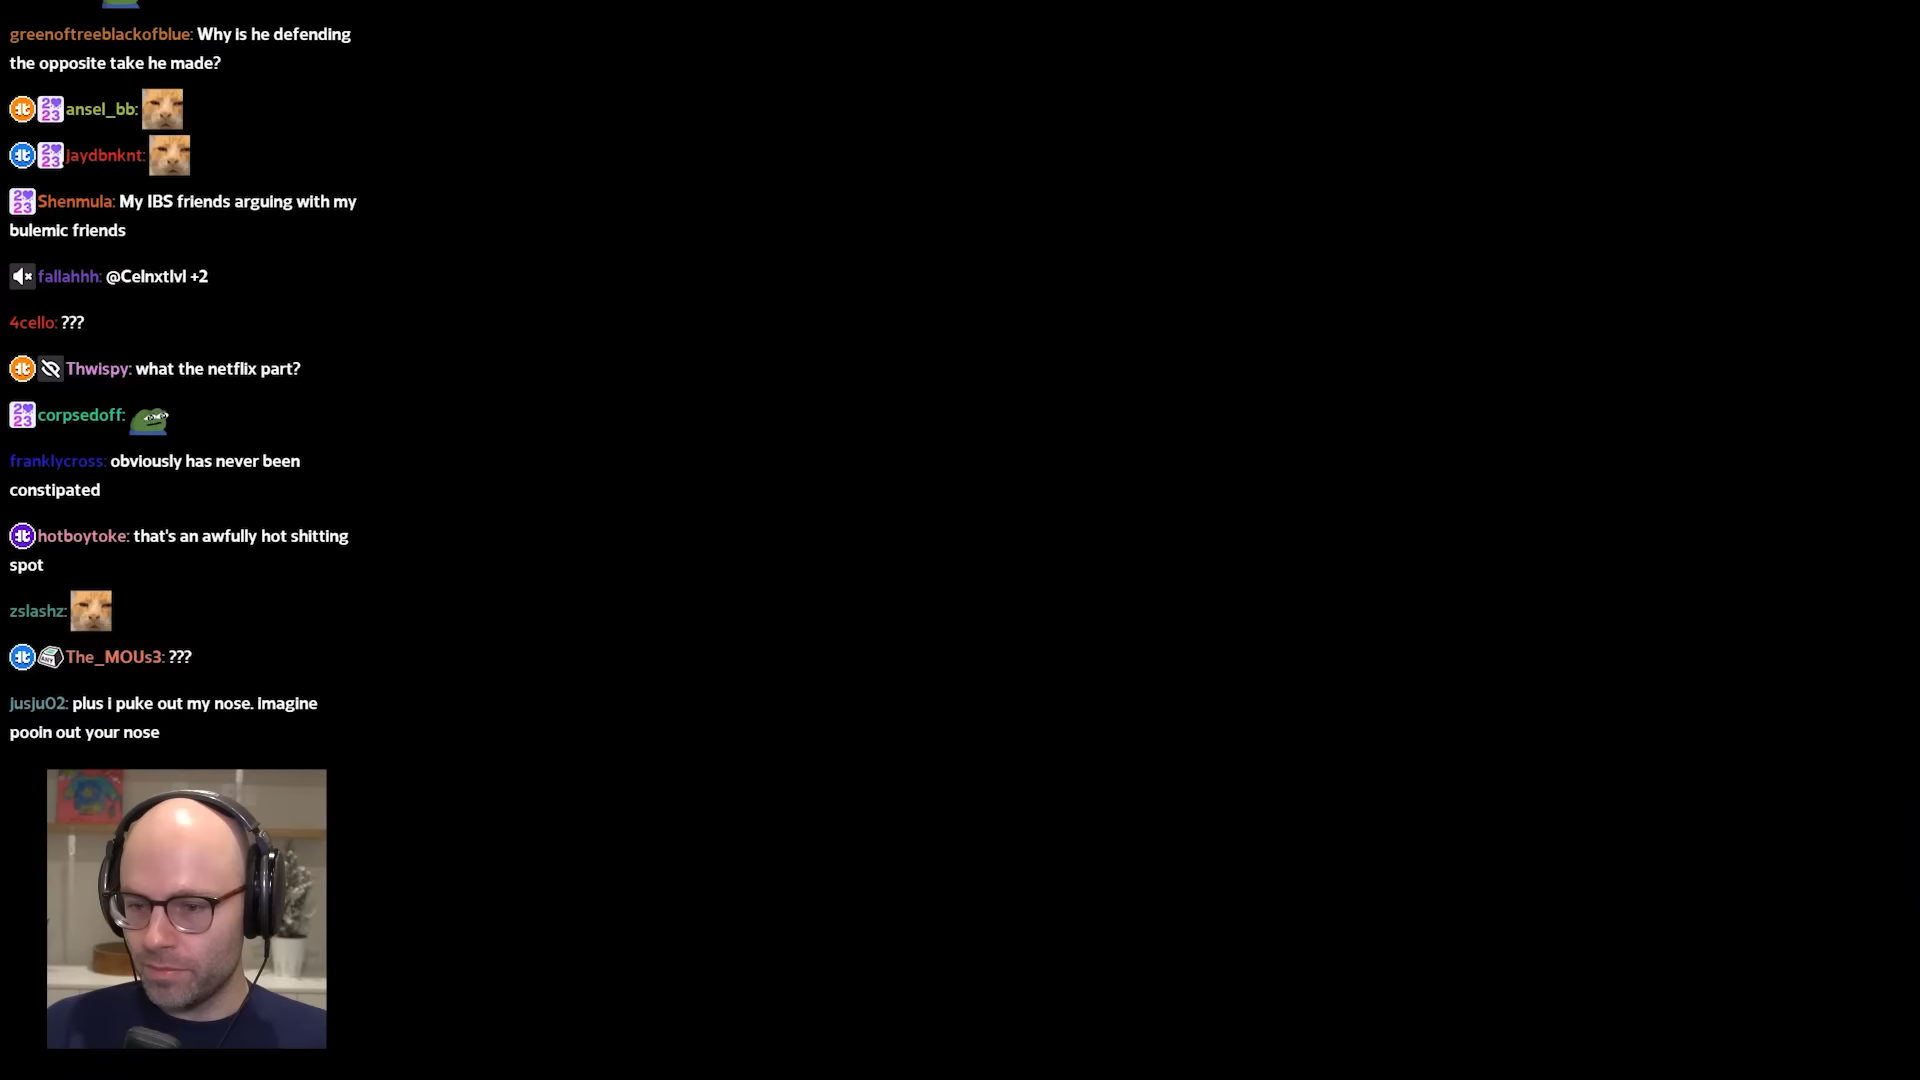 greenoftreeblackofblue: Why is he defending
the opposite take he made?
ansel_bb:
jaydbnknt:
Shenmula: My IBS friends arguing with my
bulemic friends
fallahhh: @Celnxtlvl +2
4cello: ???
Thwispy: what the netflix part?
corpsedoff:
franklycross: obviously has never been
constipated
hotboytoke: that's an awfully hot shitting
spot
zslashz:
The_MOUs3: ???
jusju02: plus i puke out my nose. imagine
pooin out your nose